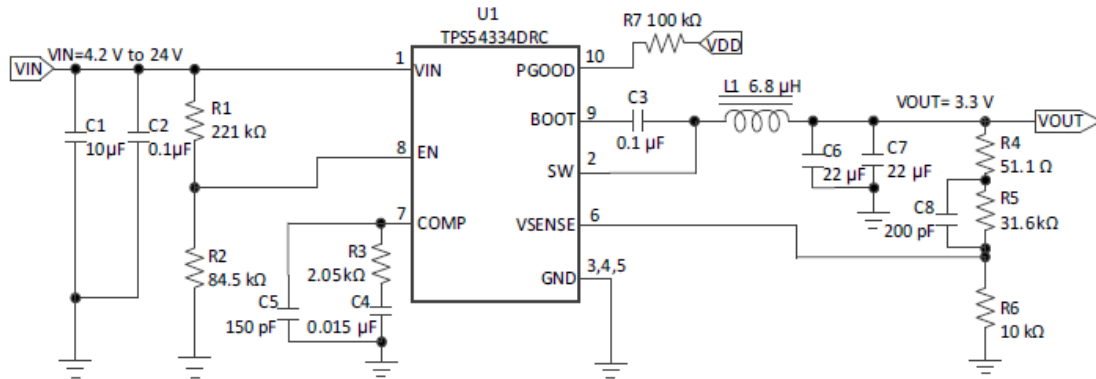 U1
TPS54334DRC
R7 100 kΩ
VDD
VIN
VIN=4.2 V to 24 V
1
VIN
PGOOD
10
C1
10µF
C2
0.1µF
R1
221 kΩ
BOOT
9
C3
0.1 µF
L1 6.8 µH
VOUT= 3.3 V
VOUT
8
EN
SW
2
C6
22 µF
C7
22 µF
R4
51.1 Ω
R5
31.6kΩ
C8
200 pF
7
COMP
VSENSE
6
R2
84.5 kΩ
R3
2.05kΩ
C5
150 pF
C4
0.015 µF
GND
3,4,5
R6
10 kΩ